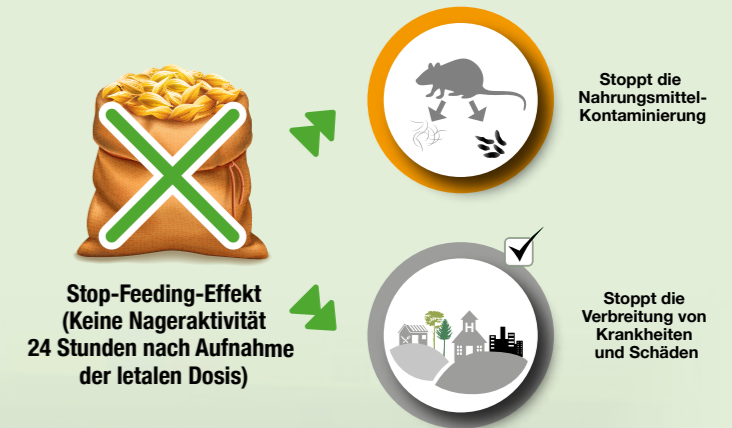 Stoppt die
Nahrungsmittel-
Kontaminierung
Stop-Feeding-Effekt
(Keine Nageraktivität
24 Stunden nach Aufnahme
der letalen Dosis)
Stoppt die
Verbreitung von
Krankheiten
und Schäden